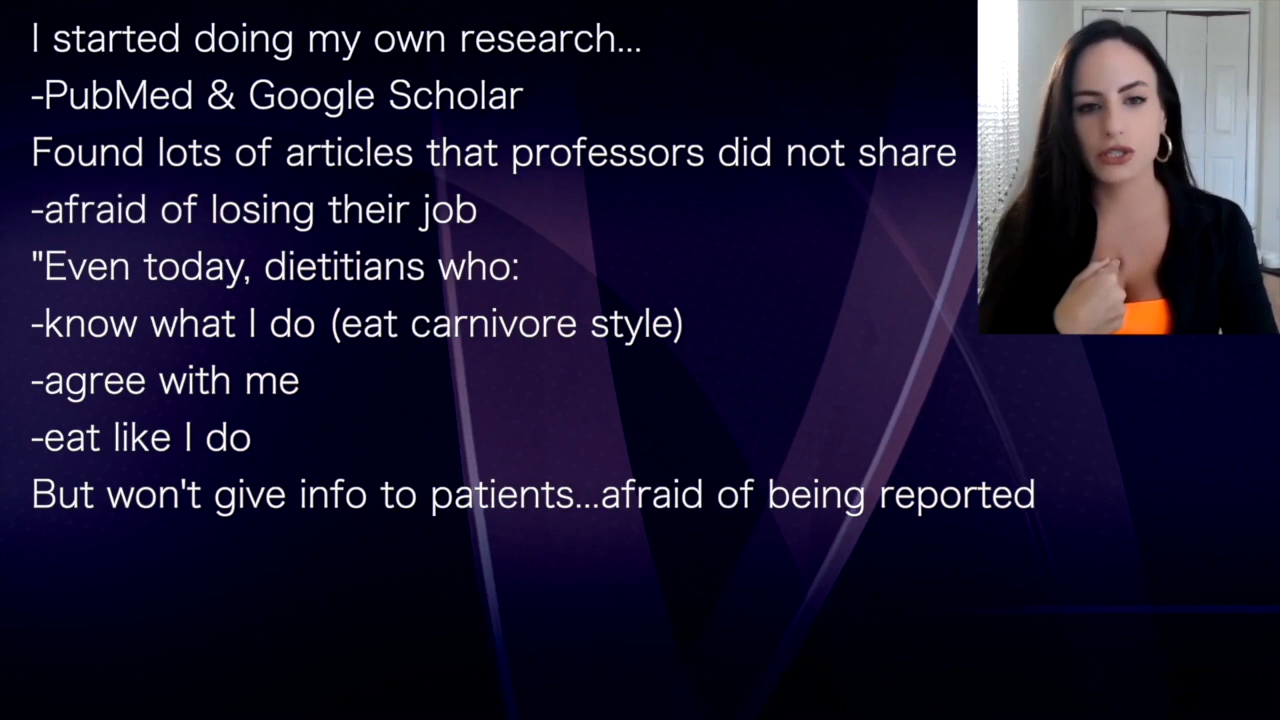 I started doing my own research...
-PubMed & Google Scholar
Found lots of articles that professors did not share
-afraid of losing their job
"Even today, dietitians who:
-know what I do (eat carnivore style)
-agree with me
-eat like I do
But won't give info to patients...afraid of being reported